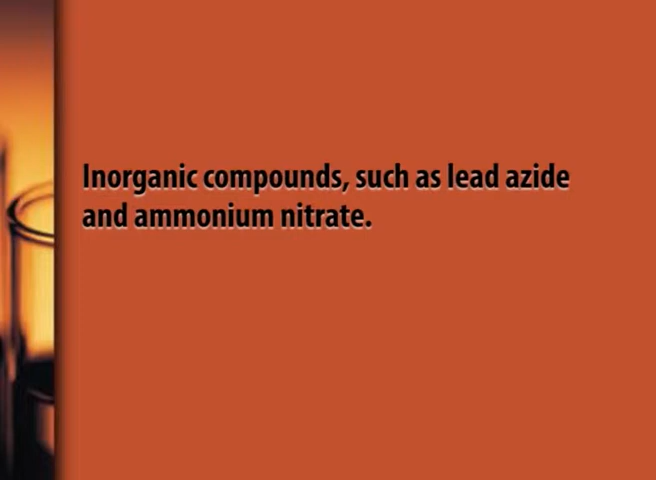 Inorganic compounds, such as lead azide
and ammonium nitrate.